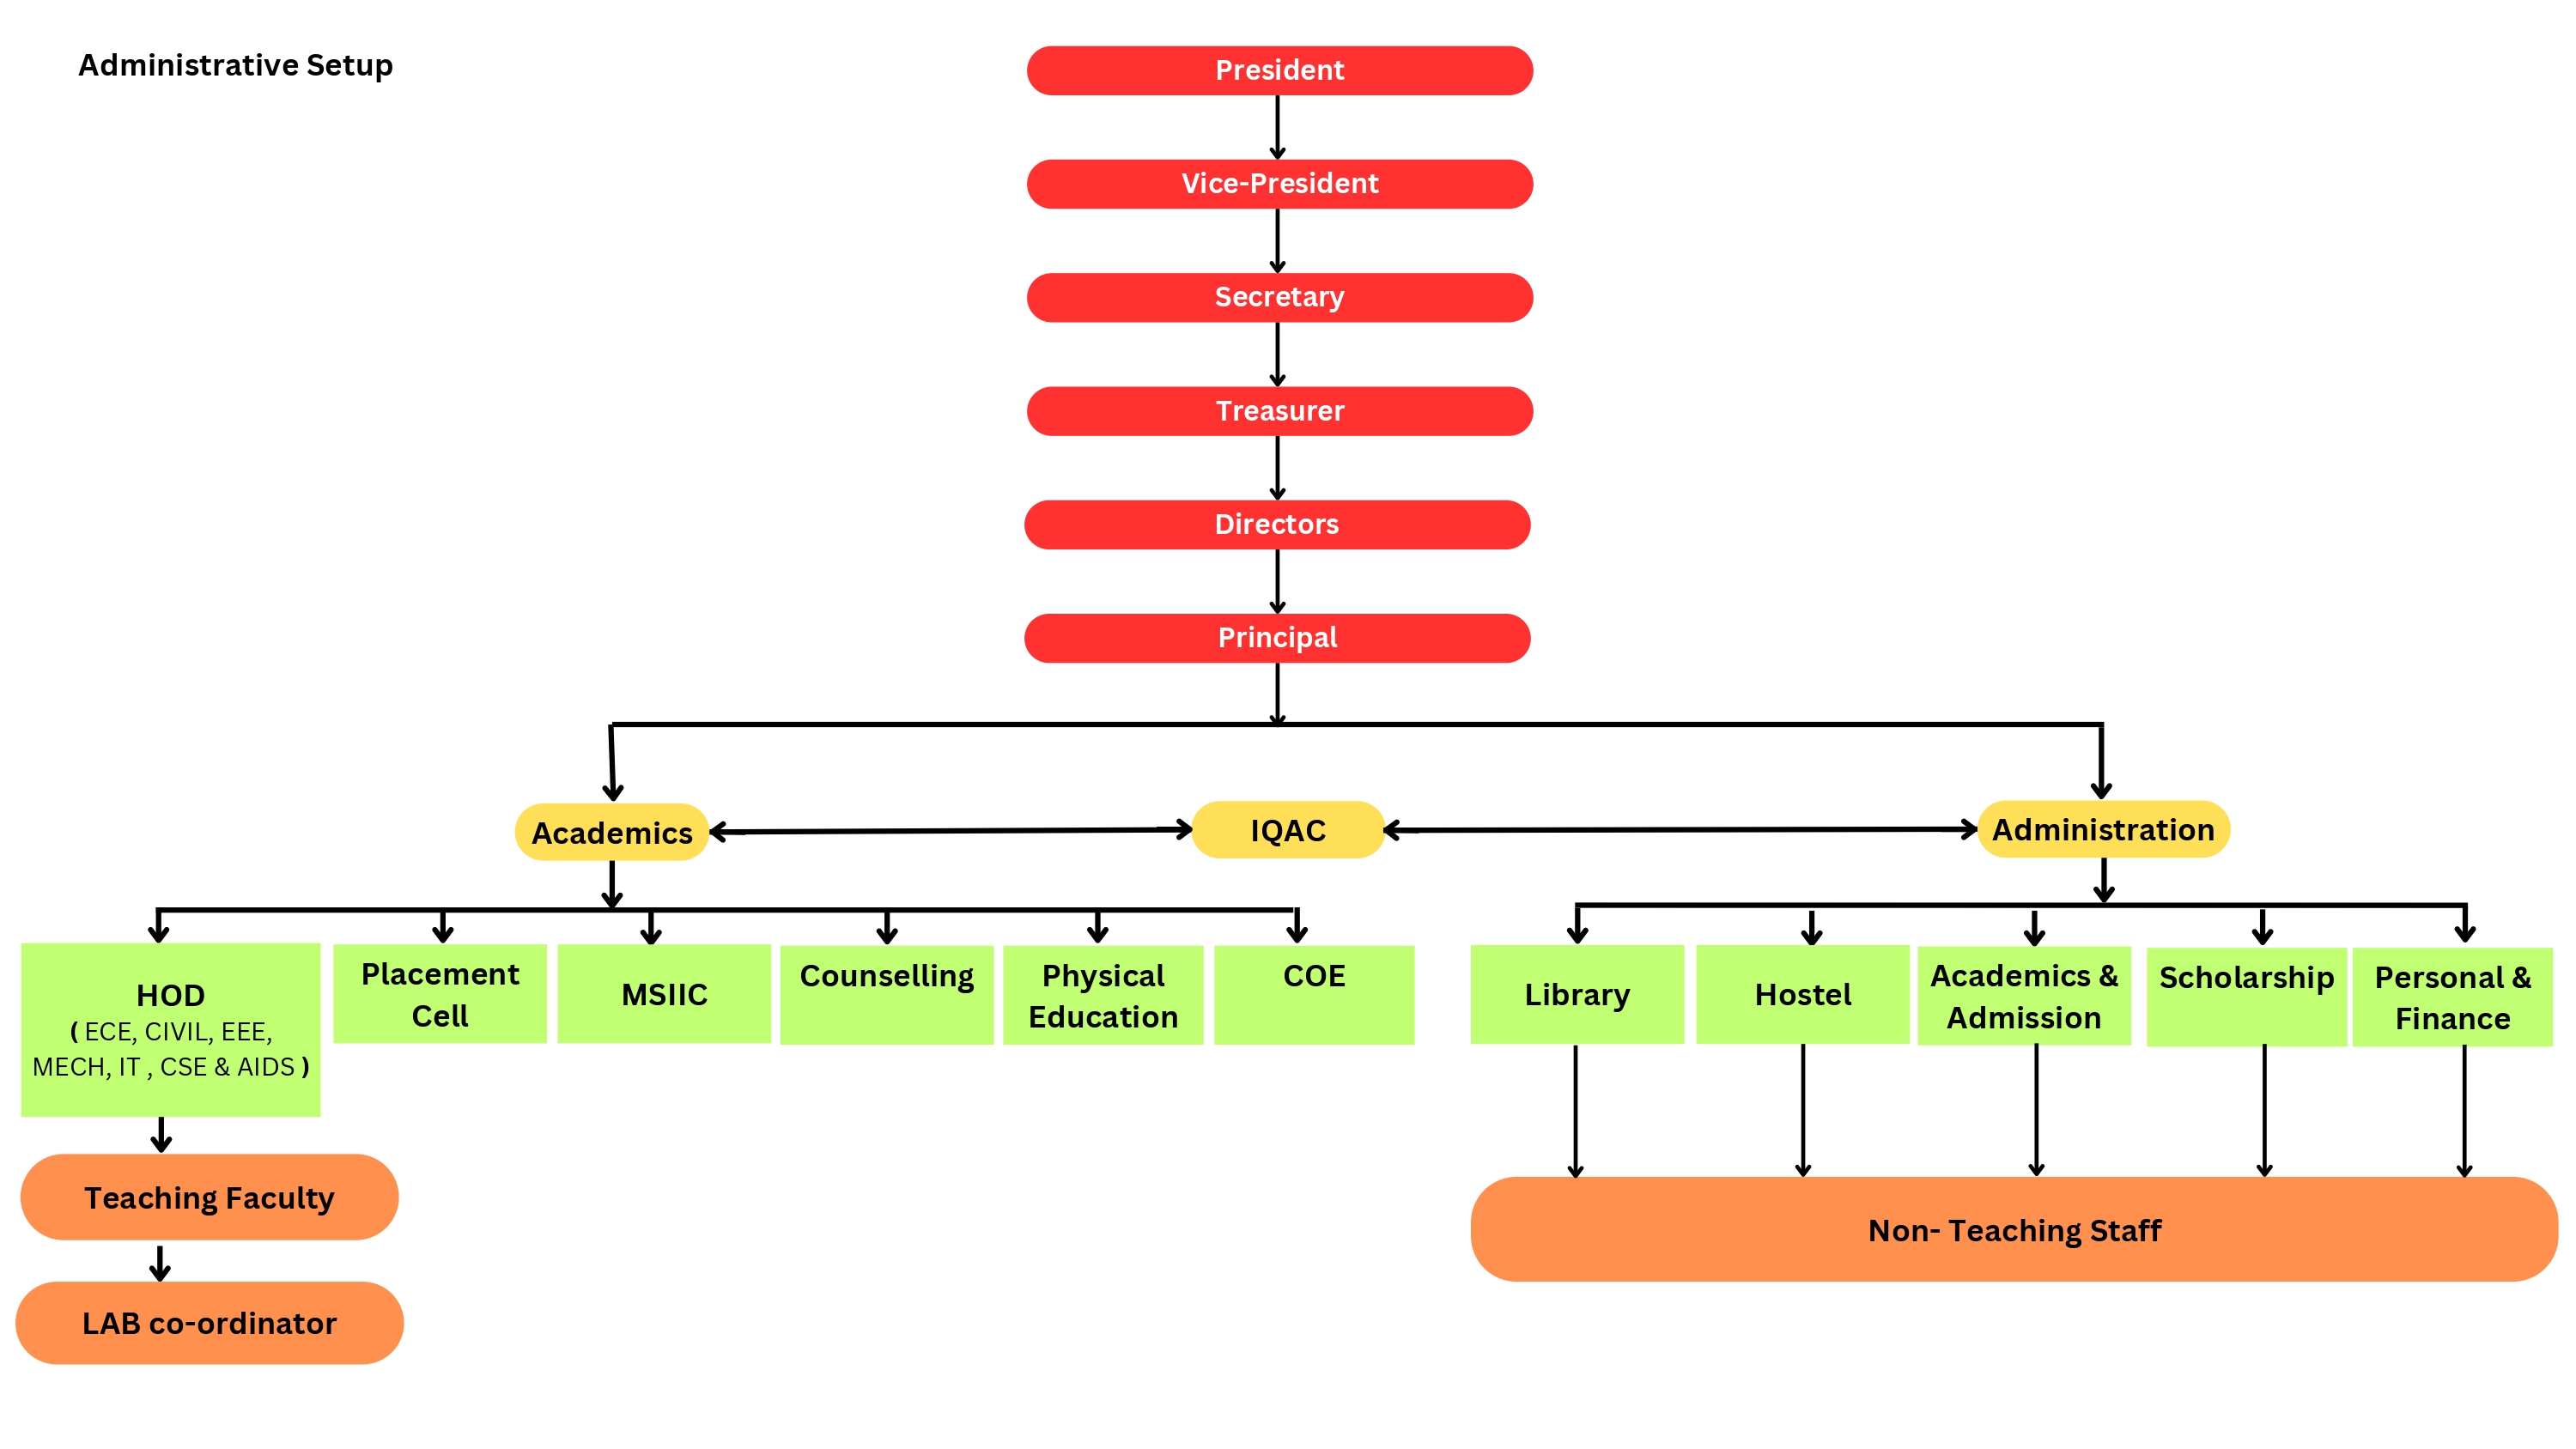 Administrative Setup
President
Vice-President
Secretary
Treasurer
Directors
Principal
Academics
IQAC
Administration
HOD
( ECE, CIVIL, EEE,
MECH, IT , CSE & AIDS )
Placement
Cell
MSIIC
Counselling
Physical
Education
COE
Library
Hostel
Academics &
Admission
Scholarship
Personal &
Finance
Teaching Faculty
LAB co-ordinator
Non- Teaching Staff